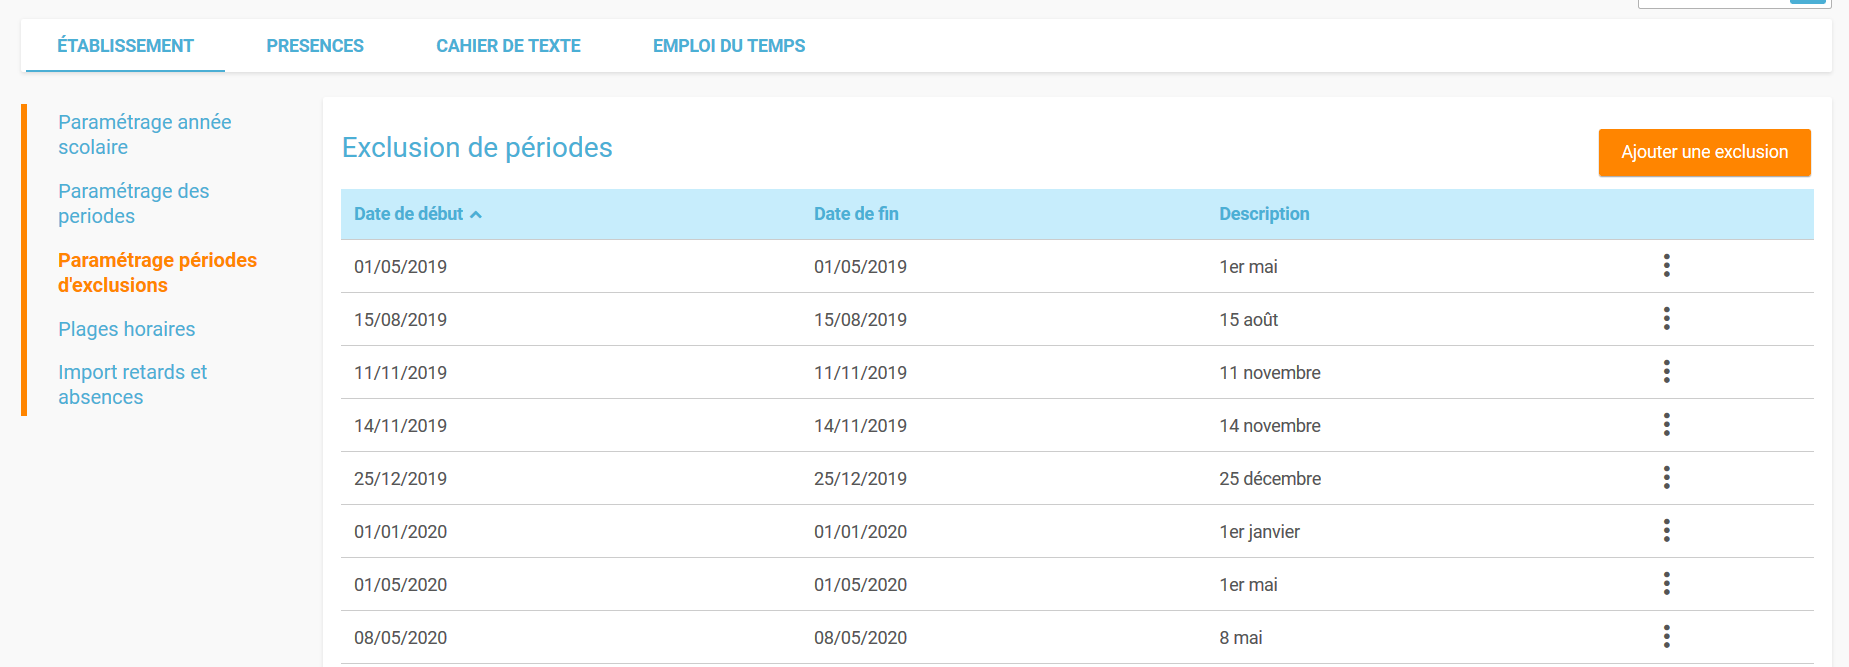 ÉTABLISSEMENT PRESENCES CAHIER DE TEXTE EMPLOI DU TEMPS
Paramétrage année
scolaire
Paramétrage des
periodes
Paramétrage périodes
d'exclusions
Plages horaires
Import retards et
absences
Exclusion de périodes
Ajouter une exclusion
Date de début Date de fin Description
01/05/2019 01/05/2019 1er mai
15/08/2019 15/08/2019 15 août
11/11/2019 11/11/2019 11 novembre
14/11/2019 14/11/2019 14 novembre
25/12/2019 25/12/2019 25 décembre
01/01/2020 01/01/2020 1er janvier
01/05/2020 01/05/2020 1er mai
08/05/2020 08/05/2020 8 mai